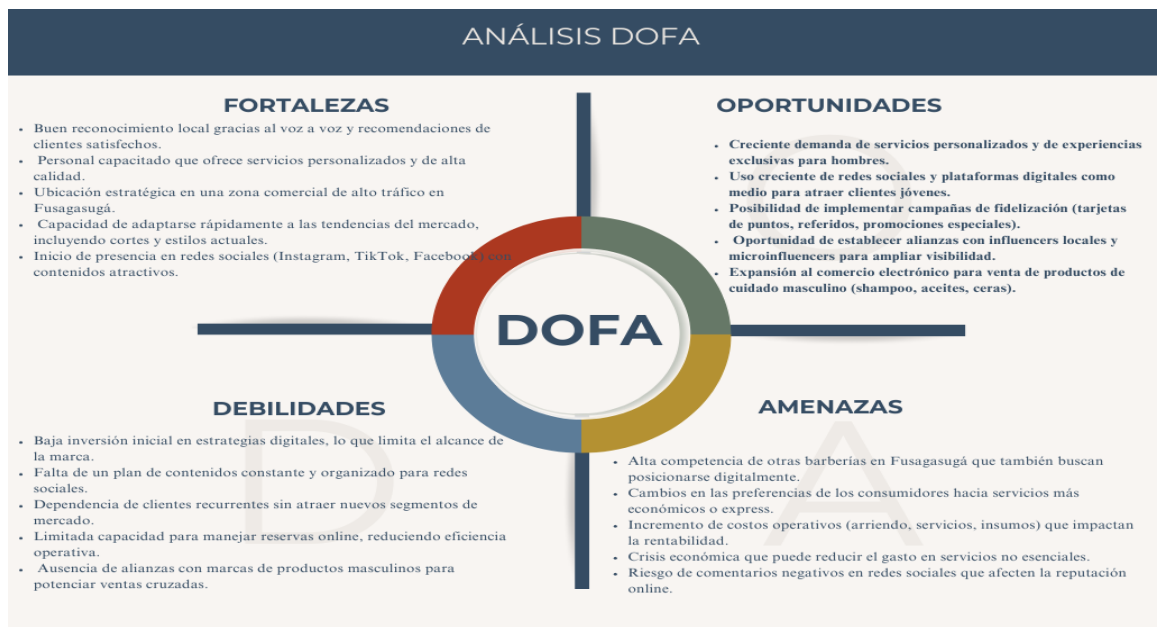 ANÁLISIS DOFA
FORTALEZAS
• Buen reconocimiento local gracias al voz a voz y recomendaciones de
clientes satisfechos.
• Personal capacitado que ofrece servicios personalizados y de alta
calidad.
• Ubicación estratégica en una zona comercial de alto tráfico en
Fusagasugá.
• Capacidad de adaptarse rápidamente a las tendencias del mercado,
incluyendo cortes y estilos actuales.
• Inicio de presencia en redes sociales (Instagram, TikTok, Facebook) con
contenidos atractivos.
OPORTUNIDADES
O
• Creciente demanda de servicios personalizados y de experiencias
exclusivas para hombres.
• Uso creciente de redes sociales y plataformas digitales como
medio para atraer clientes jóvenes.
• Posibilidad de implementar campañas de fidelización (tarjetas
de puntos, referidos, promociones especiales).
• Oportunidad de establecer alianzas con influencers locales y
microinfluencers para ampliar visibilidad.
• Expansión al comercio electrónico para venta de productos de
cuidado masculino (shampoo, aceites, ceras).
DOFA
DEBILIDADES
D
• Baja inversión inicial en estrategias digitales, lo que limita el alcance de
la marca.
• Falta de un plan de contenidos constante y organizado para redes
sociales.
• Dependencia de clientes recurrentes sin atraer nuevos segmentos de
mercado.
• Limitada capacidad para manejar reservas online, reduciendo eficiencia
operativa.
• Ausencia de alianzas con marcas de productos masculinos para
potenciar ventas cruzadas.
AMENAZAS
A
• Alta competencia de otras barberías en Fusagasugá que también buscan
posicionarse digitalmente.
• Cambios en las preferencias de los consumidores hacia servicios más
económicos o express.
• Incremento de costos operativos (arriendo, servicios, insumos) que impactan
la rentabilidad.
• Crisis económica que puede reducir el gasto en servicios no esenciales.
• Riesgo de comentarios negativos en redes sociales que afecten la reputación
online.